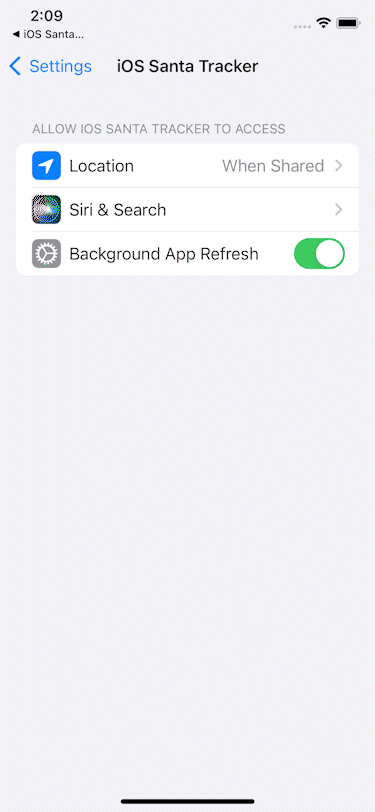 2:09
◀ iOS Santa...
Settings
iOS Santa Tracker
ALLOW IOS SANTA TRACKER TO ACCESS
Location When Shared
Siri & Search
Background App Refresh